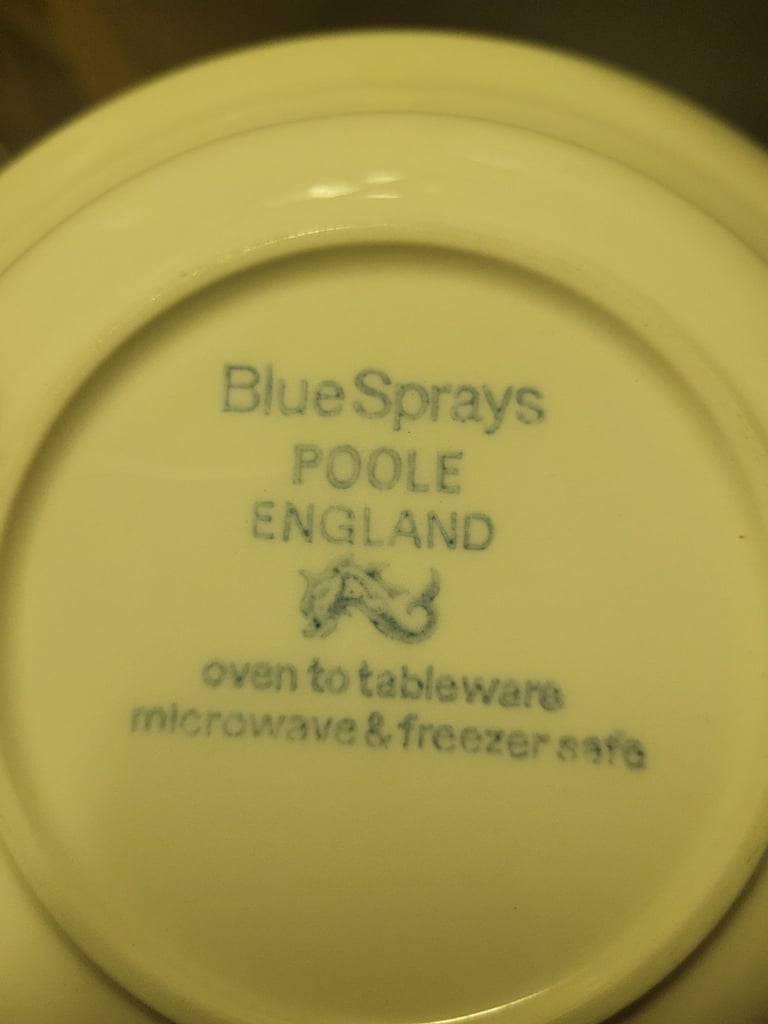 Blue Sprays
POOLE
ENGLAND
oven to tableware
microwave & freezer safe